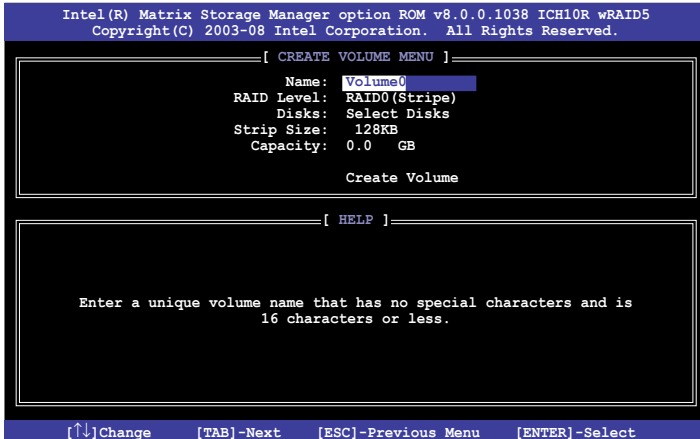 Intel(R) Matrix Storage Manager option ROM v8.0.0.1038 ICH10R wRAID5
Copyright(C) 2003-08 Intel Corporation.  All Rights Reserved.
[ CREATE VOLUME MENU ]
Name: Volume0
RAID Level: RAID0(Stripe)
Disks: Select Disks
Strip Size: 128KB
Capacity: 0.0 GB
Create Volume
[ HELP ]
Enter a unique volume name that has no special characters and is
16 characters or less.
[↑↓]Change [TAB]-Next [ESC]-Previous Menu [ENTER]-Select